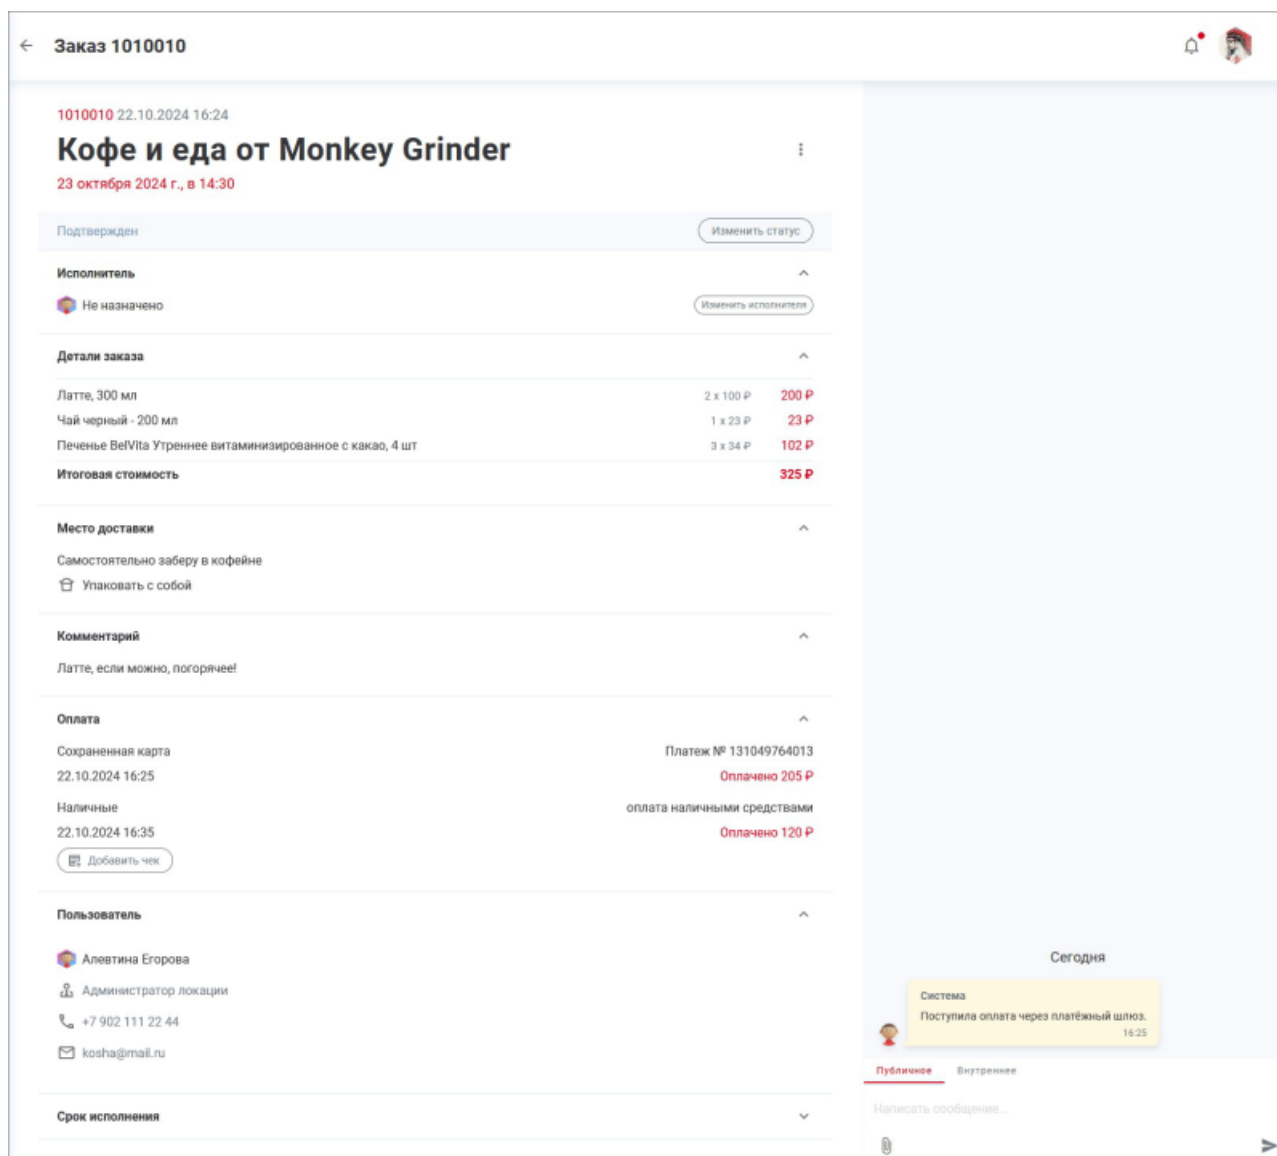 Заказ 1010010
1010010 22.10.2024 16:24
Кофе и еда от Monkey Grinder
23 октября 2024 г., в 14:30
Подтвержден
Изменить статус
Исполнитель
Не назначено
Изменить исполнителя
Детали заказа
Латте, 300 мл 2 x 100 ₽ 200 ₽
Чай черный - 200 мл 1 x 23 ₽ 23 ₽
Печенье BelVita Утреннее витаминизированное с какао, 4 шт 3 x 34 ₽ 102 ₽
Итоговая стоимость 325 ₽
Место доставки
Самостоятельно заберу в кофейне
Упаковать с собой
Комментарий
Латте, если можно, погорячее!
Оплата
Сохраненная карта Платеж № 131049764013
22.10.2024 16:25 Оплачено 205 ₽
Наличные оплата наличными средствами
22.10.2024 16:35 Оплачено 120 ₽
Добавить чек
Пользователь
Алевтина Егорова
Администратор локации
+7 902 111 22 44
kosha@mail.ru
Срок исполнения
Сегодня
Система
Поступила оплата через платёжный шлюз.
16:25
Публичное Внутреннее
Написать сообщение...